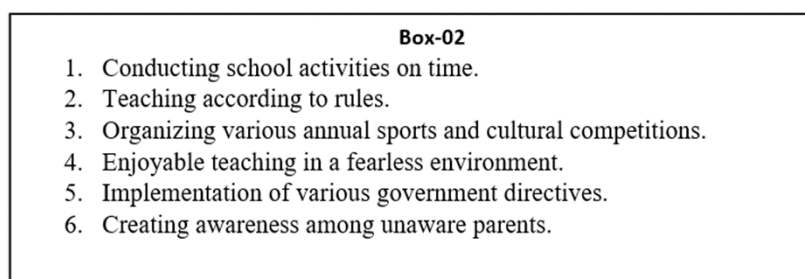 Box-02
1. Conducting school activities on time.
2. Teaching according to rules.
3. Organizing various annual sports and cultural competitions.
4. Enjoyable teaching in a fearless environment.
5. Implementation of various government directives.
6. Creating awareness among unaware parents.